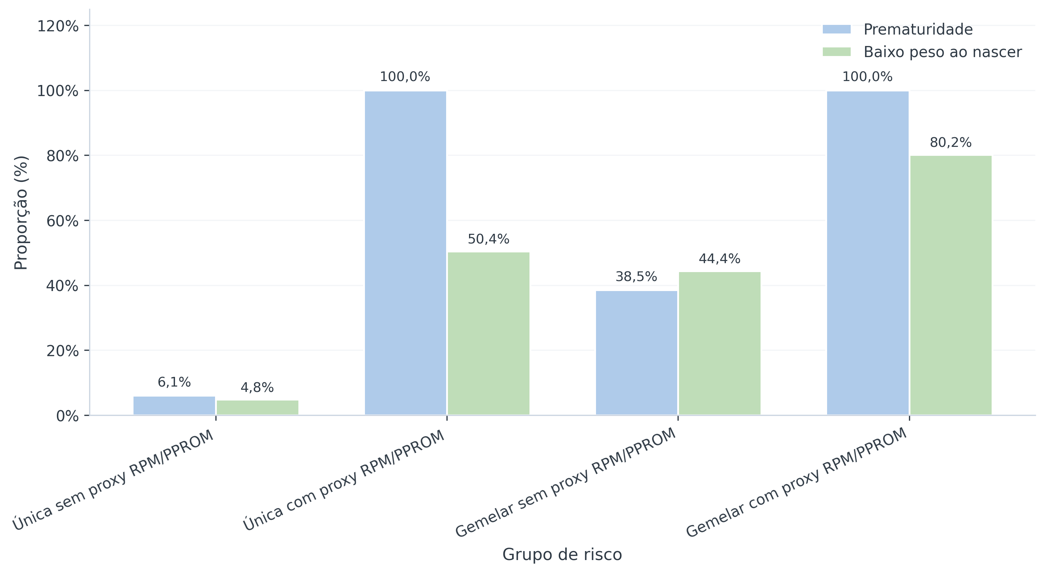 Prematuridade
Baixo peso ao nascer
120%
100%
80%
60%
40%
20%
0%
Proporção (%)
6,1%
4,8%
100,0%
50,4%
38,5%
44,4%
100,0%
80,2%
Única sem proxy RPM/PPROM
Única com proxy RPM/PPROM
Gemelar sem proxy RPM/PPROM
Gemelar com proxy RPM/PPROM
Grupo de risco